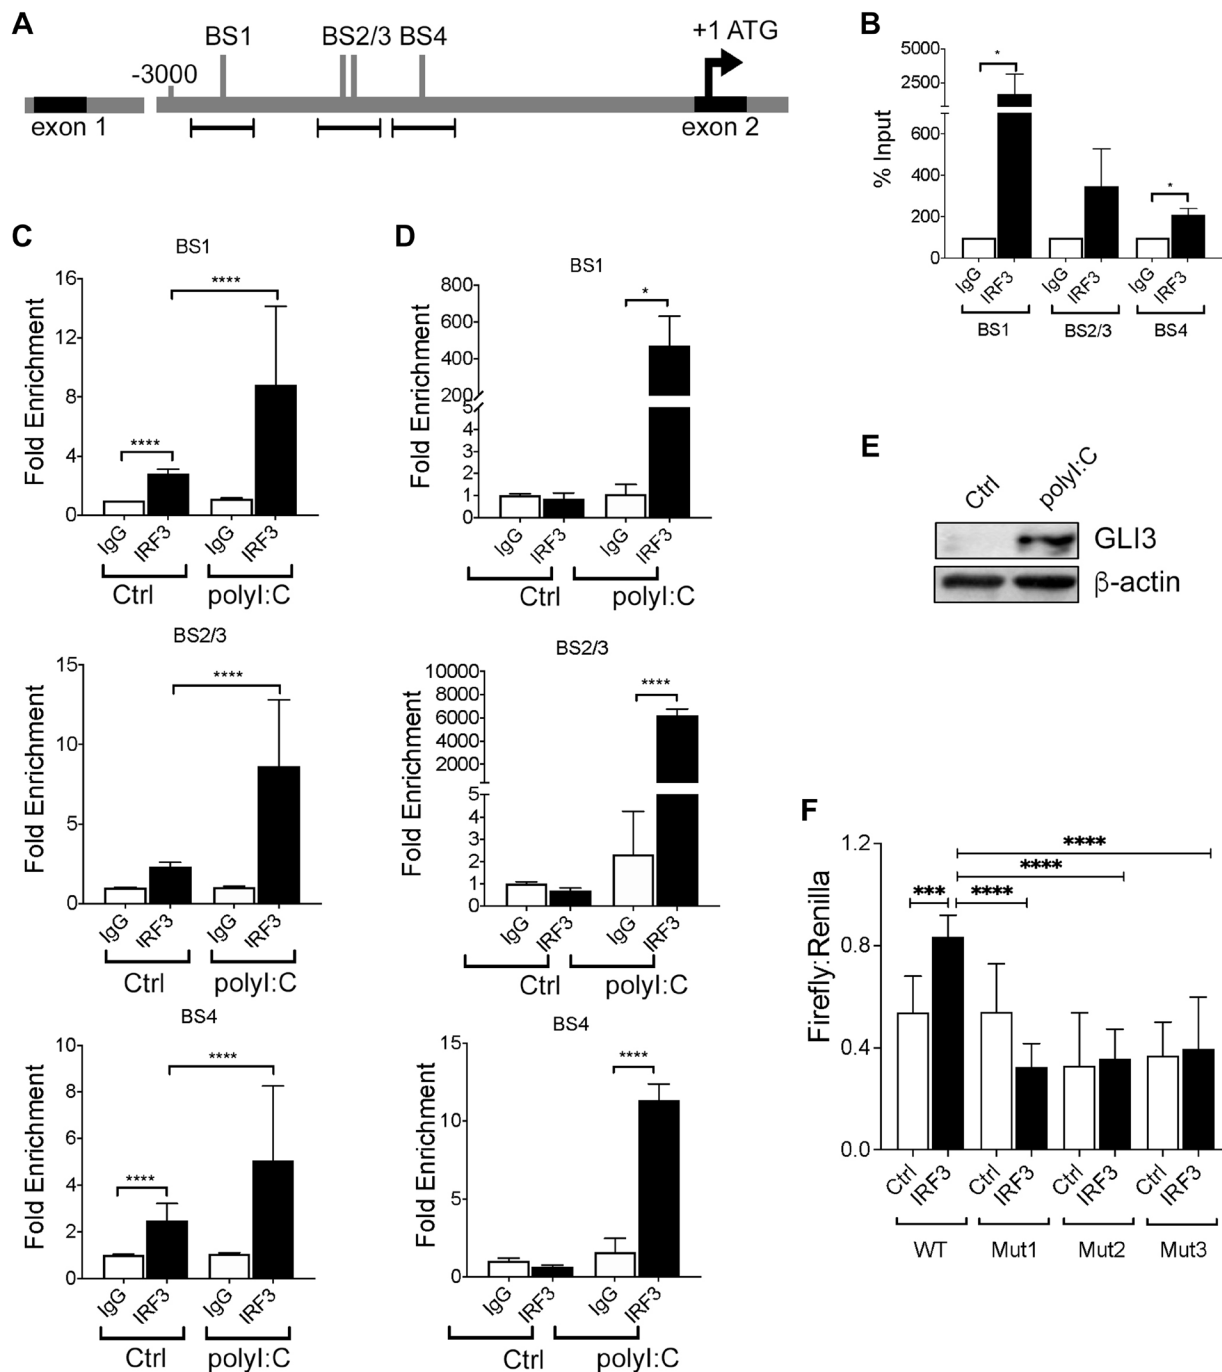 A
BS1
BS2/3
BS4
+1 ATG
-3000
exon 1
exon 2
B
5000
2500
600
400
200
0
% Input
*
*
IgG
IRF3
IgG
IRF3
IgG
IRF3
BS1
BS2/3
BS4
C
BS1
16
12
8
4
0
Fold Enrichment
****
****
IgG
IRF3
IgG
IRF3
Ctrl
polyI:C
BS2/3
15
10
5
0
Fold Enrichment
****
IgG
IRF3
IgG
IRF3
Ctrl
polyI:C
BS4
10
8
6
4
2
0
Fold Enrichment
****
****
IgG
IRF3
IgG
IRF3
Ctrl
polyI:C
D
BS1
800
600
400
200
5
4
3
2
1
0
Fold Enrichment
*
IgG
IRF3
IgG
IRF3
Ctrl
polyI:C
BS2/3
10000
8000
6000
4000
2000
5
4
3
2
1
0
Fold Enrichment
****
IgG
IRF3
IgG
IRF3
Ctrl
polyI:C
BS4
15
10
5
0
Fold Enrichment
****
IgG
IRF3
IgG
IRF3
Ctrl
polyI:C
E
Ctrl
polyI:C
GLI3
β-actin
F
1.2
0.8
0.4
0.0
Firefly:Renilla
****
****
***
****
Ctrl
IRF3
Ctrl
IRF3
Ctrl
IRF3
Ctrl
IRF3
WT
Mut1
Mut2
Mut3